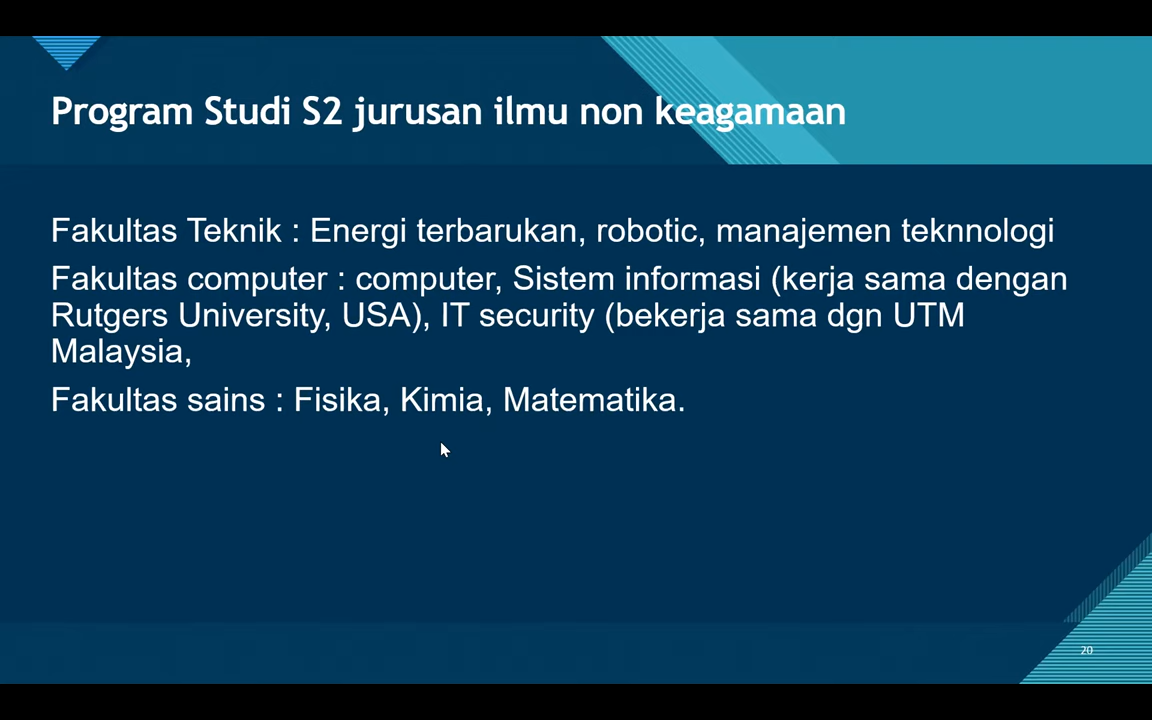 Program Studi S2 jurusan ilmu non keagamaan
Fakultas Teknik : Energi terbarukan, robotic, manajemen teknnologi
Fakultas computer : computer, Sistem informasi (kerja sama dengan
Rutgers University, USA), IT security (bekerja sama dgn UTM
Malaysia,
Fakultas sains : Fisika, Kimia, Matematika.
20